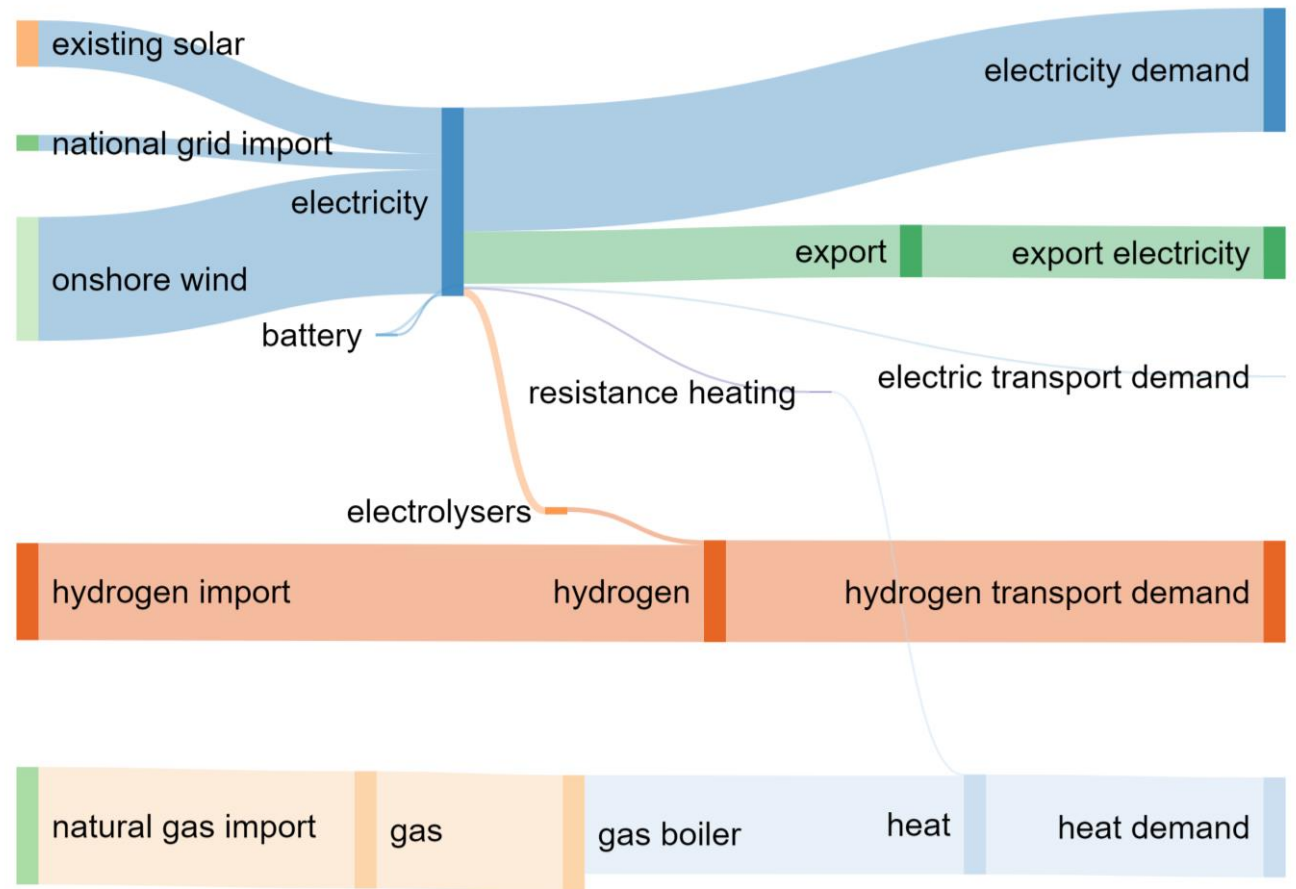 existing solar
electricity demand
national grid import
electricity
export
export electricity
onshore wind
battery
resistance heating
electric transport demand
electrolysers
hydrogen import
hydrogen
hydrogen transport demand
natural gas import
gas
gas boiler
heat
heat demand